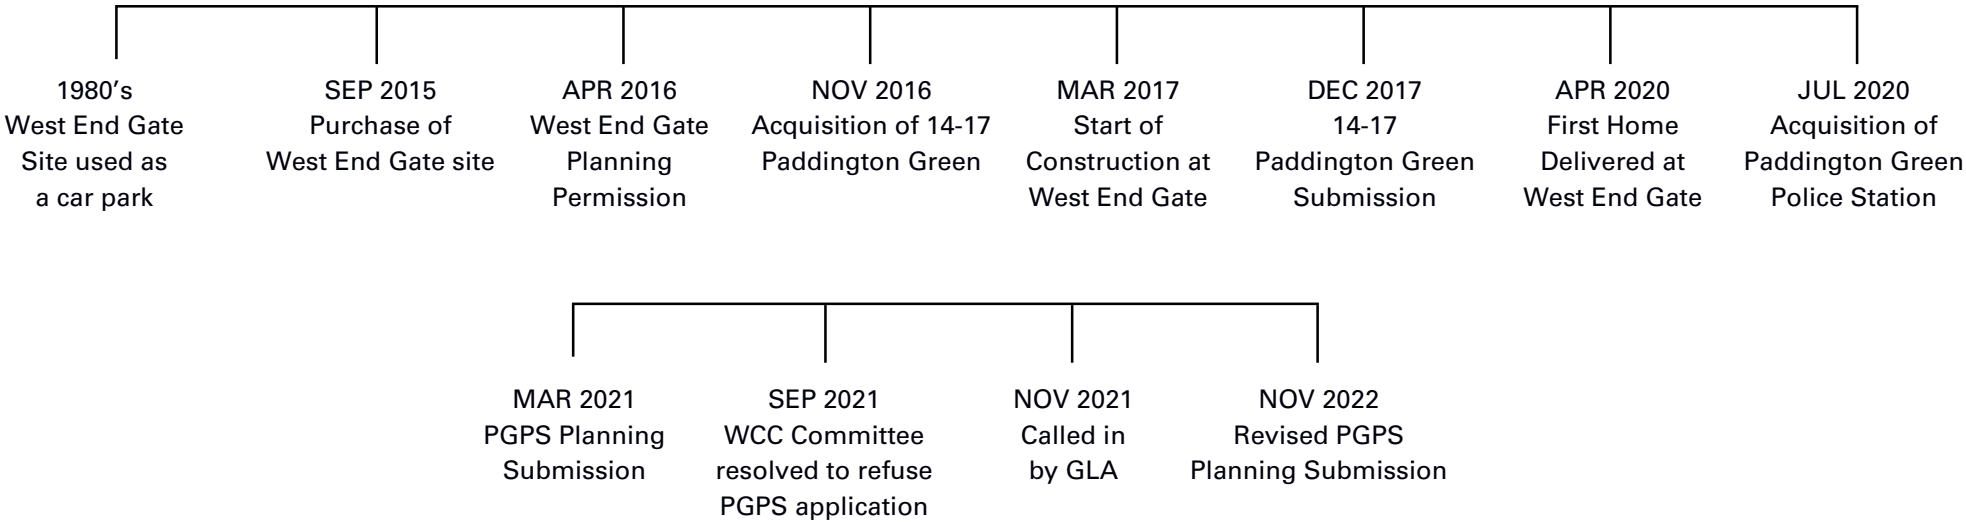 1980's
West End Gate
Site used as
a car park
SEP 2015
Purchase of
West End Gate site
APR 2016
West End Gate
Planning
Permission
NOV 2016
Acquisition of 14-17
Paddington Green
MAR 2017
Start of
Construction at
West End Gate
DEC 2017
14-17
Paddington Green
Submission
APR 2020
First Home
Delivered at
West End Gate
JUL 2020
Acquisition of
Paddington Green
Police Station
MAR 2021
PGPS Planning
Submission
SEP 2021
WCC Committee
resolved to refuse
PGPS application
NOV 2021
Called in
by GLA
NOV 2022
Revised PGPS
Planning Submission